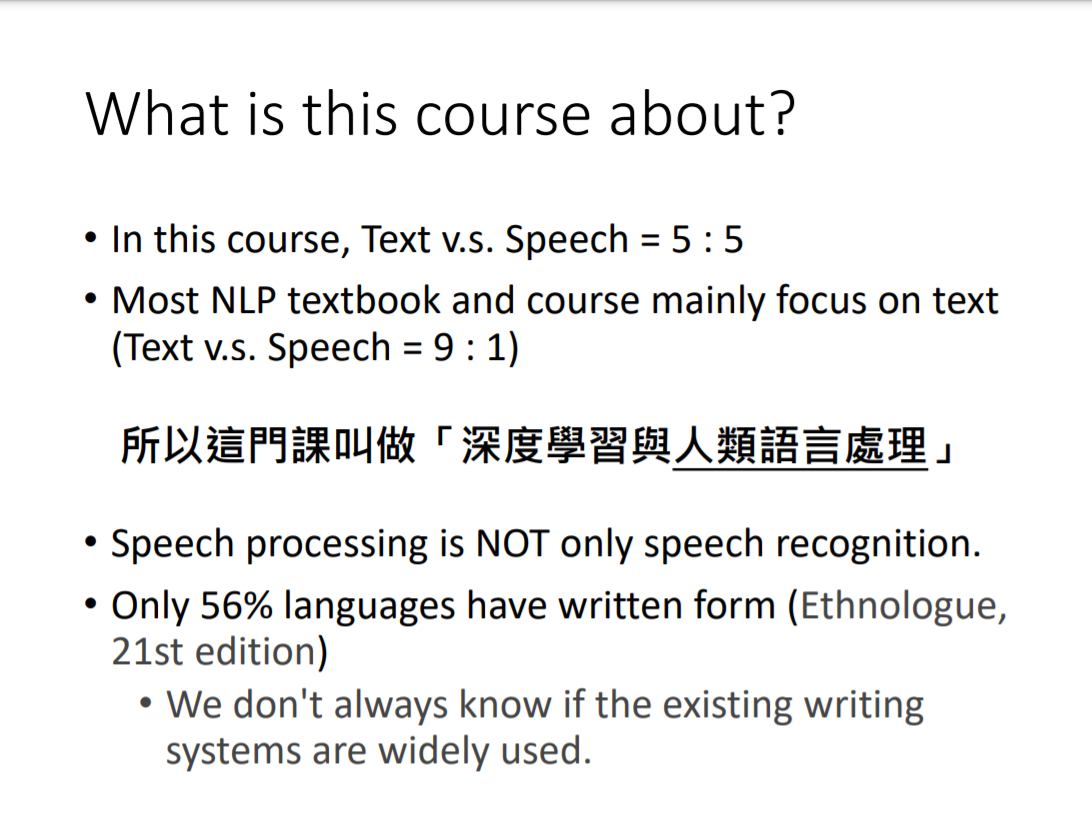 What is this course about?
• In this course, Text v.s. Speech = 5 : 5
• Most NLP textbook and course mainly focus on text
(Text v.s. Speech = 9 : 1)
所以這門課叫做「深度學習與人類語言處理」
• Speech processing is NOT only speech recognition.
• Only 56% languages have written form (Ethnologue,
21st edition)
• We don't always know if the existing writing
systems are widely used.